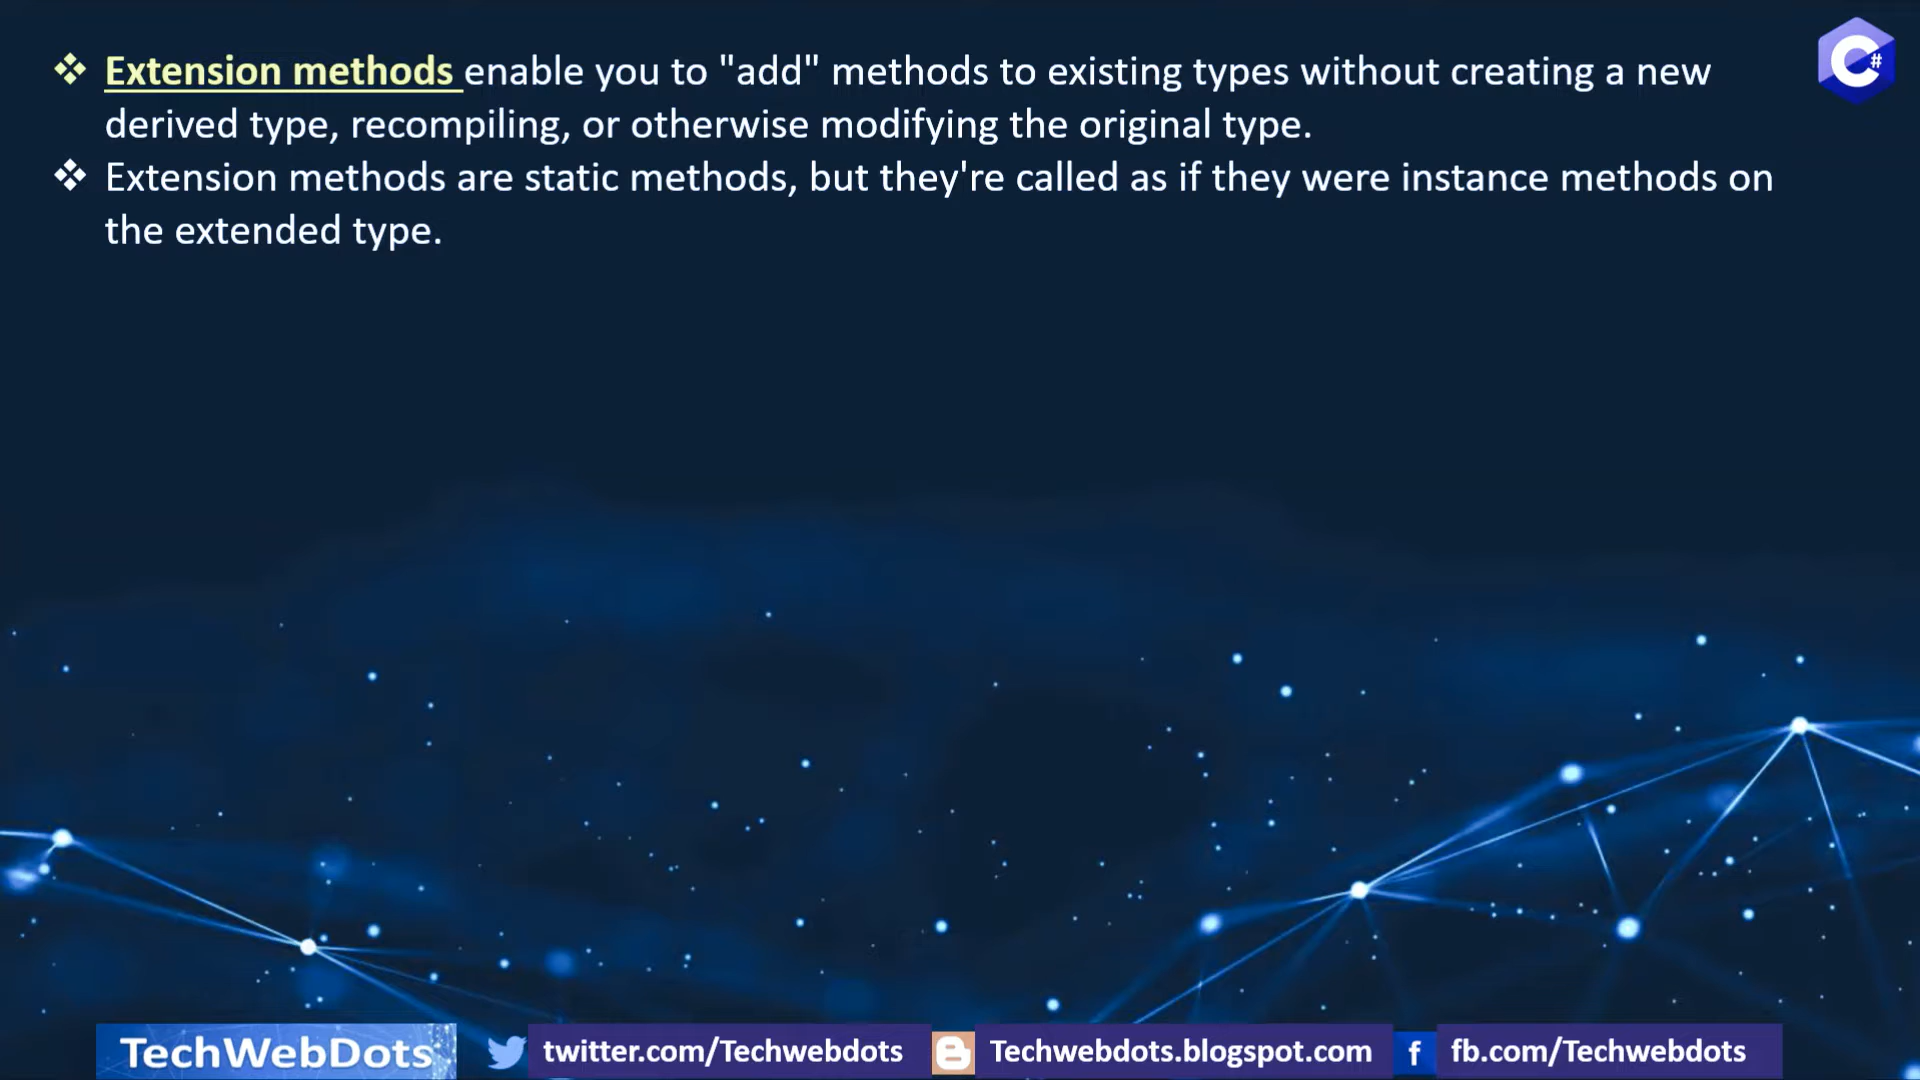 Extension methods enable you to "add" methods to existing types without creating a new
derived type, recompiling, or otherwise modifying the original type.
Extension methods are static methods, but they're called as if they were instance methods on
the extended type.
C#
TechWebDots
twitter.com/Techwebdots
Techwebdots.blogspot.com
f
fb.com/Techwebdots